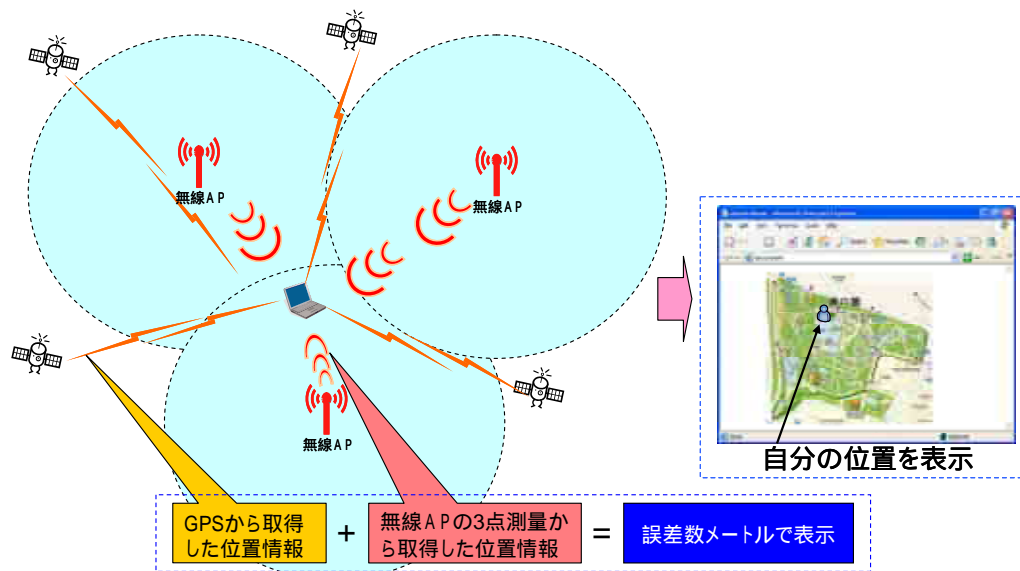 無線AP
無線AP
無線AP
自分の位置を表示
GPSから取得
した位置情報
+
無線APの3点測量か
ら取得した位置情報
=
誤差数メートルで表示